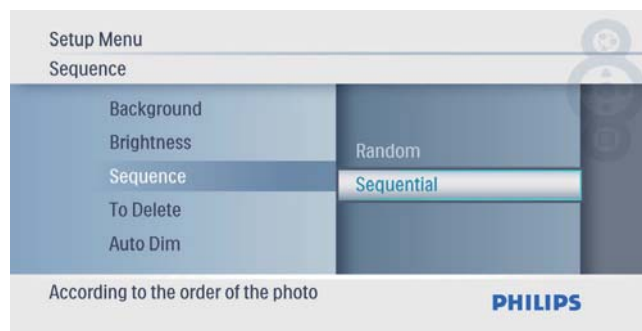 Setup Menu
Sequence
Background
Brightness
Sequence
To Delete
Auto Dim
Random
Sequential
According to the order of the photo
PHILIPS